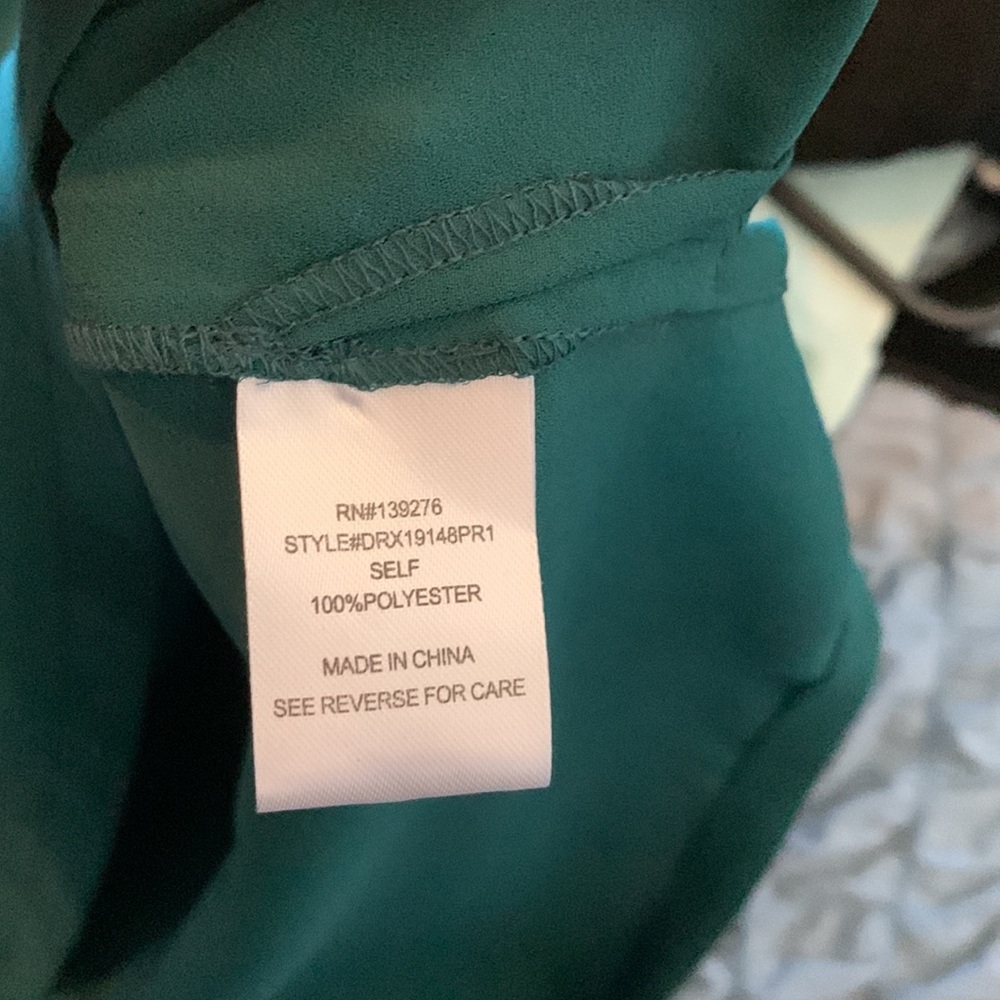 RN#139276
STYLE#DRX19148PR1
SELF
100%POLYESTER
MADE IN CHINA
SEE REVERSE FOR CARE